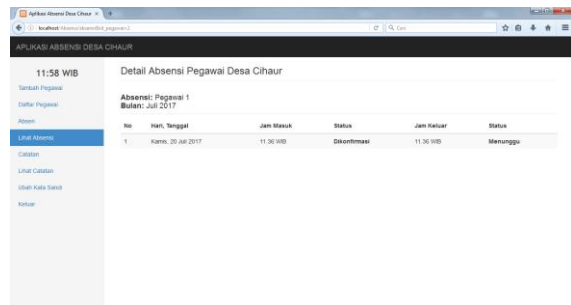 Aplikasi Absensi Desa Cihaur
Cari
APLIKASI ABSENSI DESA CIHAUR
11:58 WIB
Tambah Pegawai
Daftar Pegawai
Absen
Lihat Absensi
Catatan
Lihat Catatan
Ubah Kata Sandi
Keluar
Detail Absensi Pegawai Desa Cihaur
Absensi: Pegawai 1
Bulan: Juli 2017
No Hari, Tanggal Jam Masuk Status Jam Keluar Status
1 Kamis, 20 Juli 2017 11.36 WIB Dikonfirmasi 11.36 WIB Menunggu